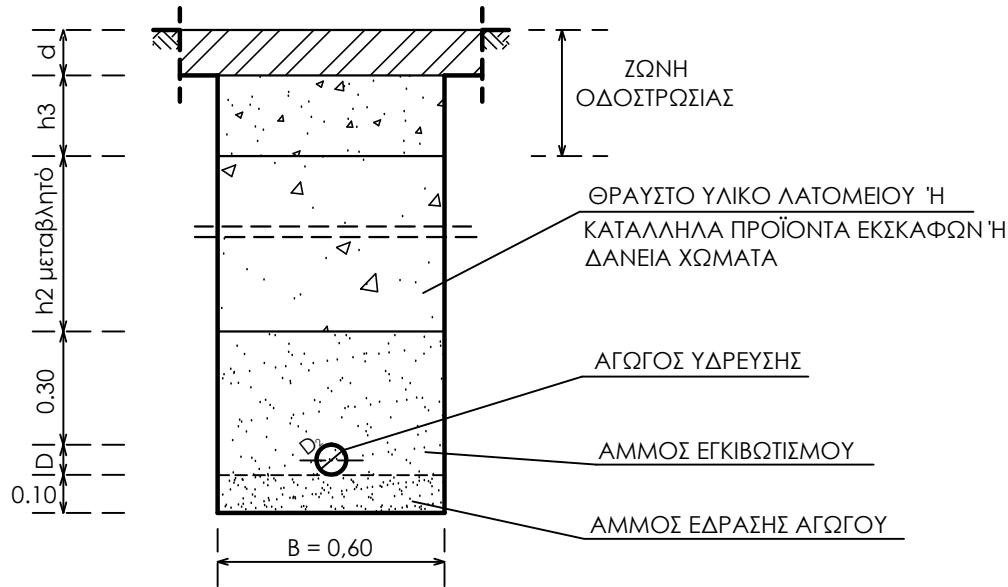 d
h3
h2 μεταβλητό
0.30
D
0.10
ΖΩΝΗ
ΟΔΟΣΤΡΩΣΙΑΣ
ΘΡΑΥΣΤΟ ΥΛΙΚΟ ΛΑΤΟΜΕΙΟΥ Ή
ΚΑΤΑΛΛΗΛΑ ΠΡΟΪΟΝΤΑ ΕΚΣΚΑΦΩΝ Ή
ΔΑΝΕΙΑ ΧΩΜΑΤΑ
ΑΓΩΓΟΣ ΥΔΡΕΥΣΗΣ
D
ΑΜΜΟΣ ΕΓΚΙΒΩΤΙΣΜΟΥ
ΑΜΜΟΣ ΕΔΡΑΣΗΣ ΑΓΩΓΟΥ
B = 0,60